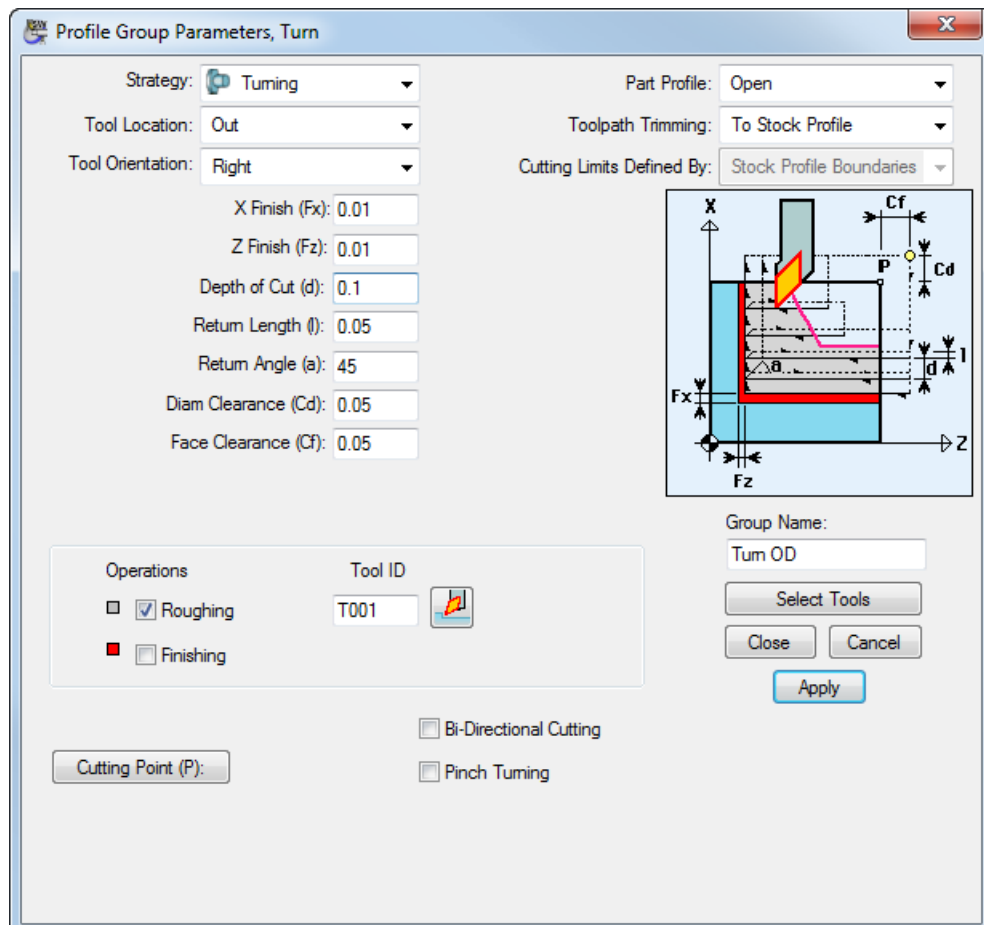 Profile Group Parameters, Turn
Strategy: Turning
Part Profile: Open
Tool Location: Out
Toolpath Trimming: To Stock Profile
Tool Orientation: Right
Cutting Limits Defined By: Stock Profile Boundaries
X Finish (Fx): 0.01
Z Finish (Fz): 0.01
Depth of Cut (d): 0.1
Return Length (l): 0.05
Return Angle (a): 45
Diam Clearance (Cd): 0.05
Face Clearance (Cf): 0.05
X
Cf
P
Cd
l
a
d
Fx
Z
Fz
Group Name:
Turn OD
Operations
Tool ID
Roughing
T001
Finishing
Select Tools
Close
Cancel
Apply
Bi-Directional Cutting
Cutting Point (P):
Pinch Turning